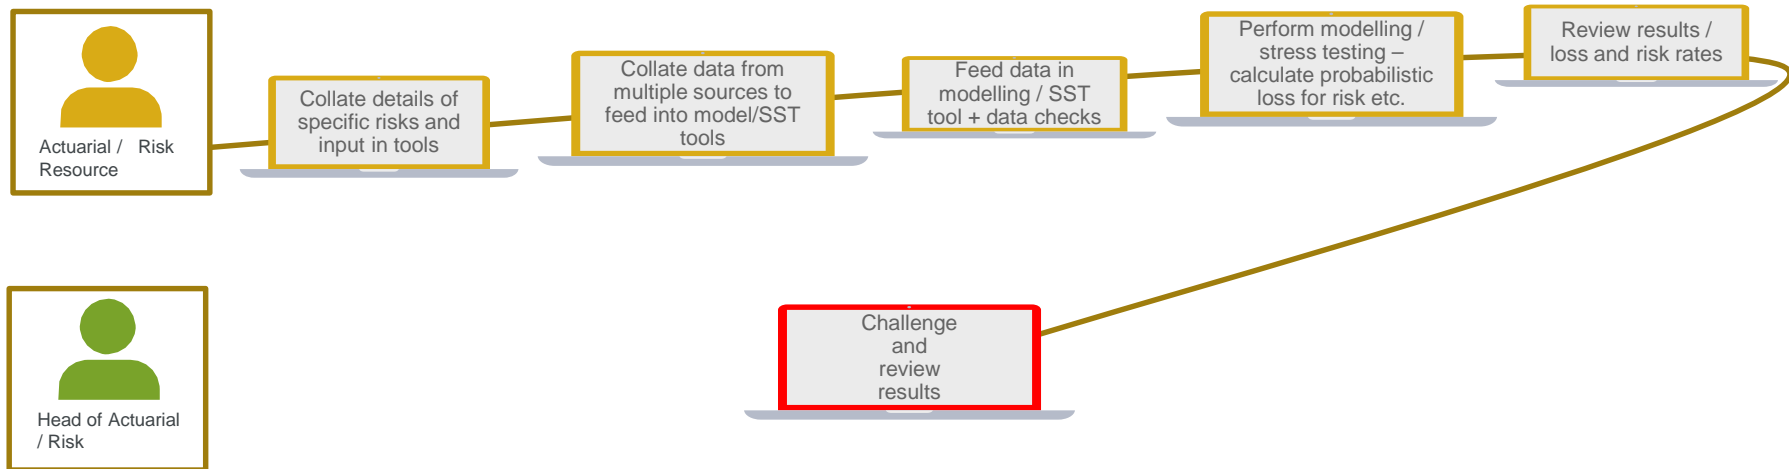 Actuarial / Risk
Resource
Collate details of
specific risks and
input in tools
Collate data from
multiple sources to
feed into model/SST
tools
Feed data in
modelling / SST
tool + data checks
Perform modelling /
stress testing –
calculate probabilistic
loss for risk etc.
Review results /
loss and risk rates
Head of Actuarial
/ Risk
Challenge
and
review
results